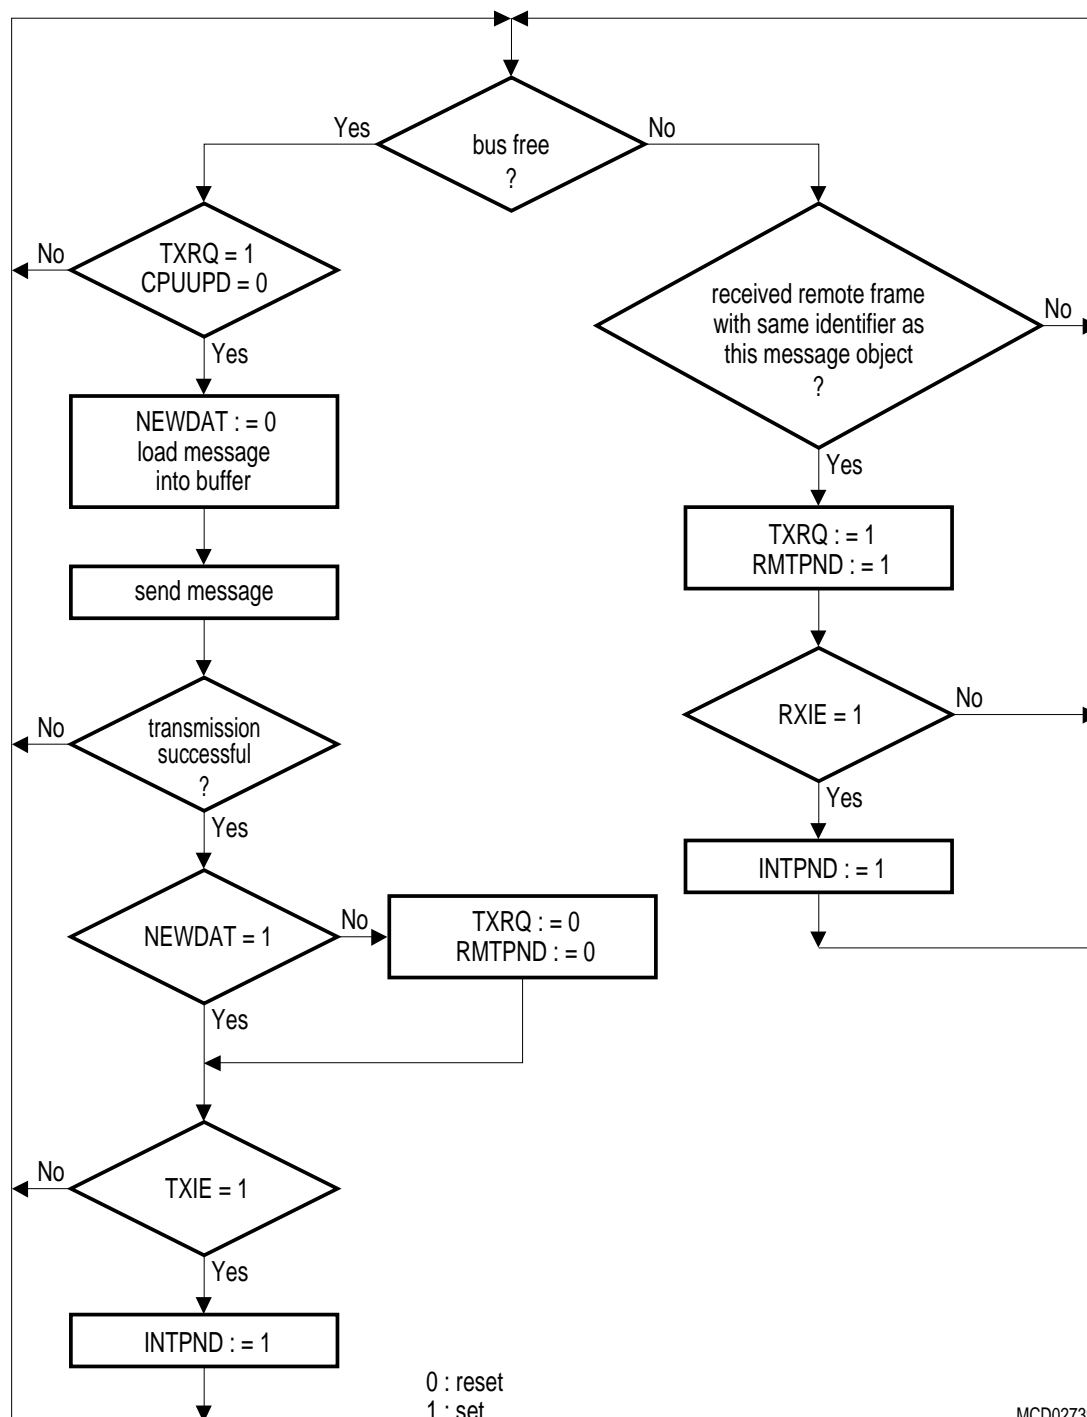 Yes
bus free
?
No
No
TXRQ = 1
CPUUPD = 0
Yes
received remote frame
with same identifier as
this message object
?
No
Yes
NEWDAT : = 0
load message
into buffer
TXRQ : = 1
RMTPND : = 1
send message
No
transmission
successful
?
Yes
RXIE = 1
No
Yes
INTPND : = 1
NEWDAT = 1
No
TXRQ : = 0
RMTPND : = 0
Yes
No
TXIE = 1
Yes
INTPND : = 1
0 : reset
1 : set
MCD0273